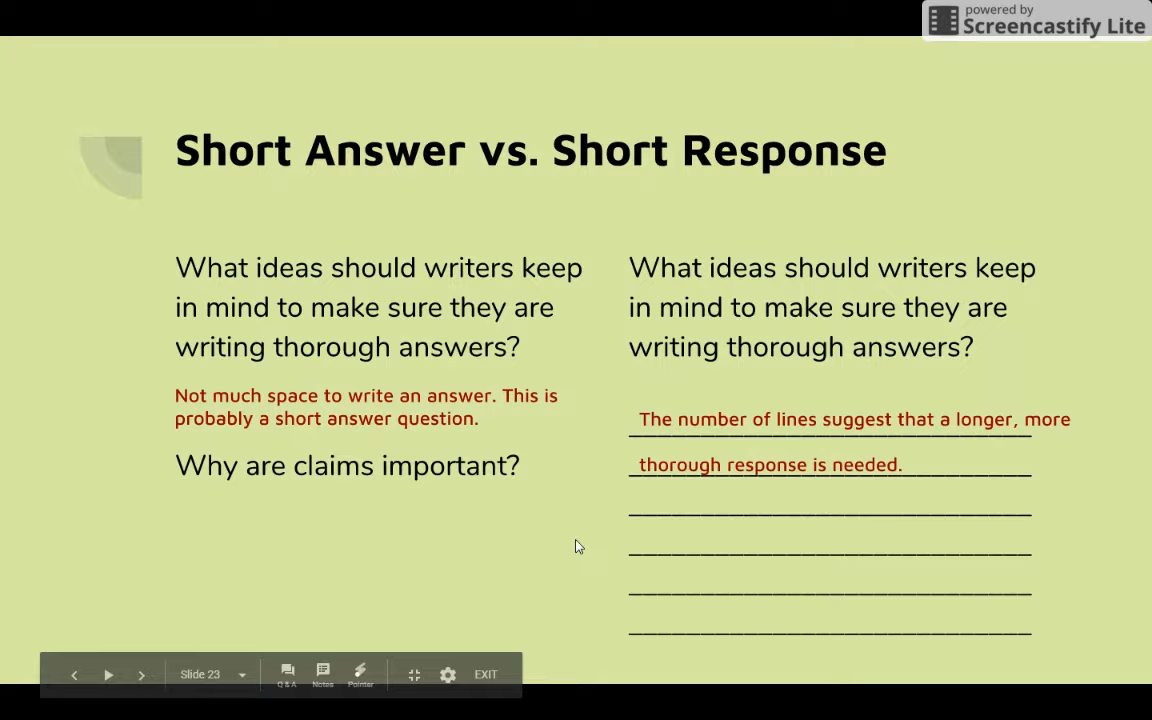 powered by
Screencastify Lite
Short Answer vs. Short Response
What ideas should writers keep
in mind to make sure they are
writing thorough answers?
Not much space to write an answer. This is
probably a short answer question.
Why are claims important?
What ideas should writers keep
in mind to make sure they are
writing thorough answers?
The number of lines suggest that a longer, more
thorough response is needed.
Slide 23
Q & A
Notes
Pointer
EXIT